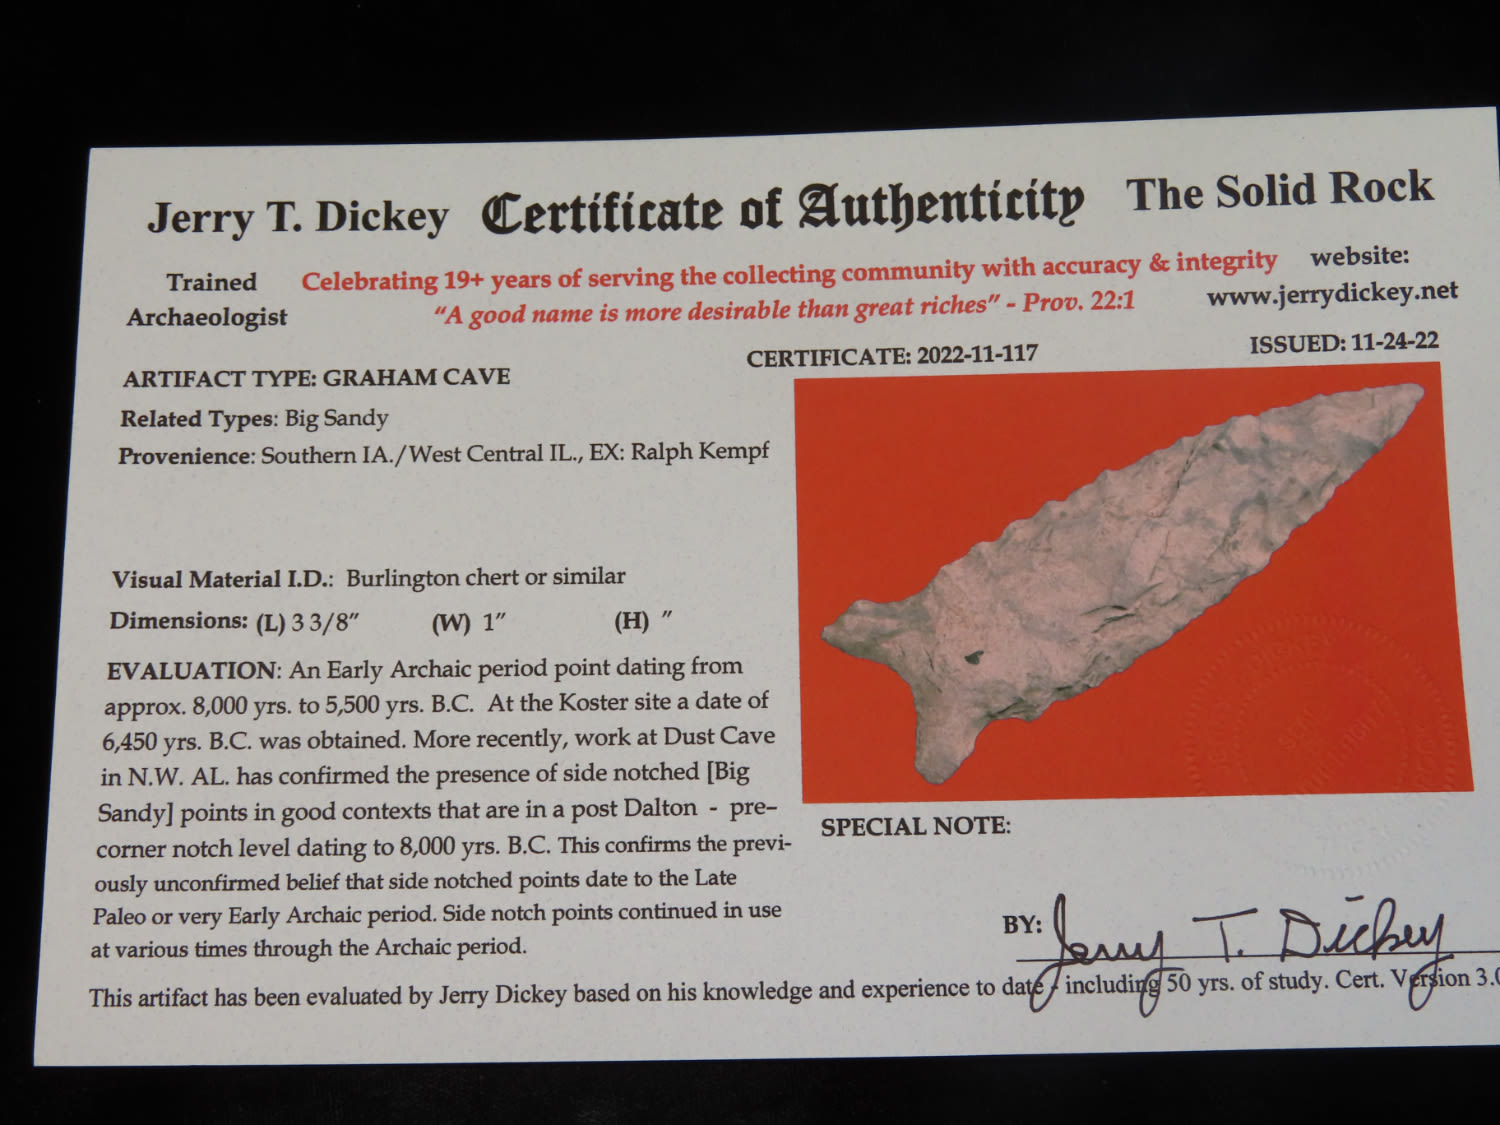 Jerry T. Dickey Certificate of Authenticity The Solid Rock
Trained
Archaeologist
Celebrating 19+ years of serving the collecting community with accuracy & integrity
"A good name is more desirable than great riches" - Prov. 22:1
website:
www.jerrydickey.net
CERTIFICATE: 2022-11-117
ISSUED: 11-24-22
ARTIFACT TYPE: GRAHAM CAVE
Related Types: Big Sandy
Provenience: Southern IA./West Central IL., EX: Ralph Kempf
Visual Material I.D.: Burlington chert or similar
Dimensions: (L) 3 3/8" (W) 1" (H) "
EVALUATION: An Early Archaic period point dating from
approx. 8,000 yrs. to 5,500 yrs. B.C. At the Koster site a date of
6,450 yrs. B.C. was obtained. More recently, work at Dust Cave
in N.W. AL. has confirmed the presence of side notched [Big
Sandy] points in good contexts that are in a post Dalton - pre-
corner notch level dating to 8,000 yrs. B.C. This confirms the previ-
ously unconfirmed belief that side notched points date to the Late
Paleo or very Early Archaic period. Side notch points continued in use
at various times through the Archaic period.
SPECIAL NOTE:
BY: Jerry T. Dickey
This artifact has been evaluated by Jerry Dickey based on his knowledge and experience to date - including 50 yrs. of study. Cert. Version 3.0